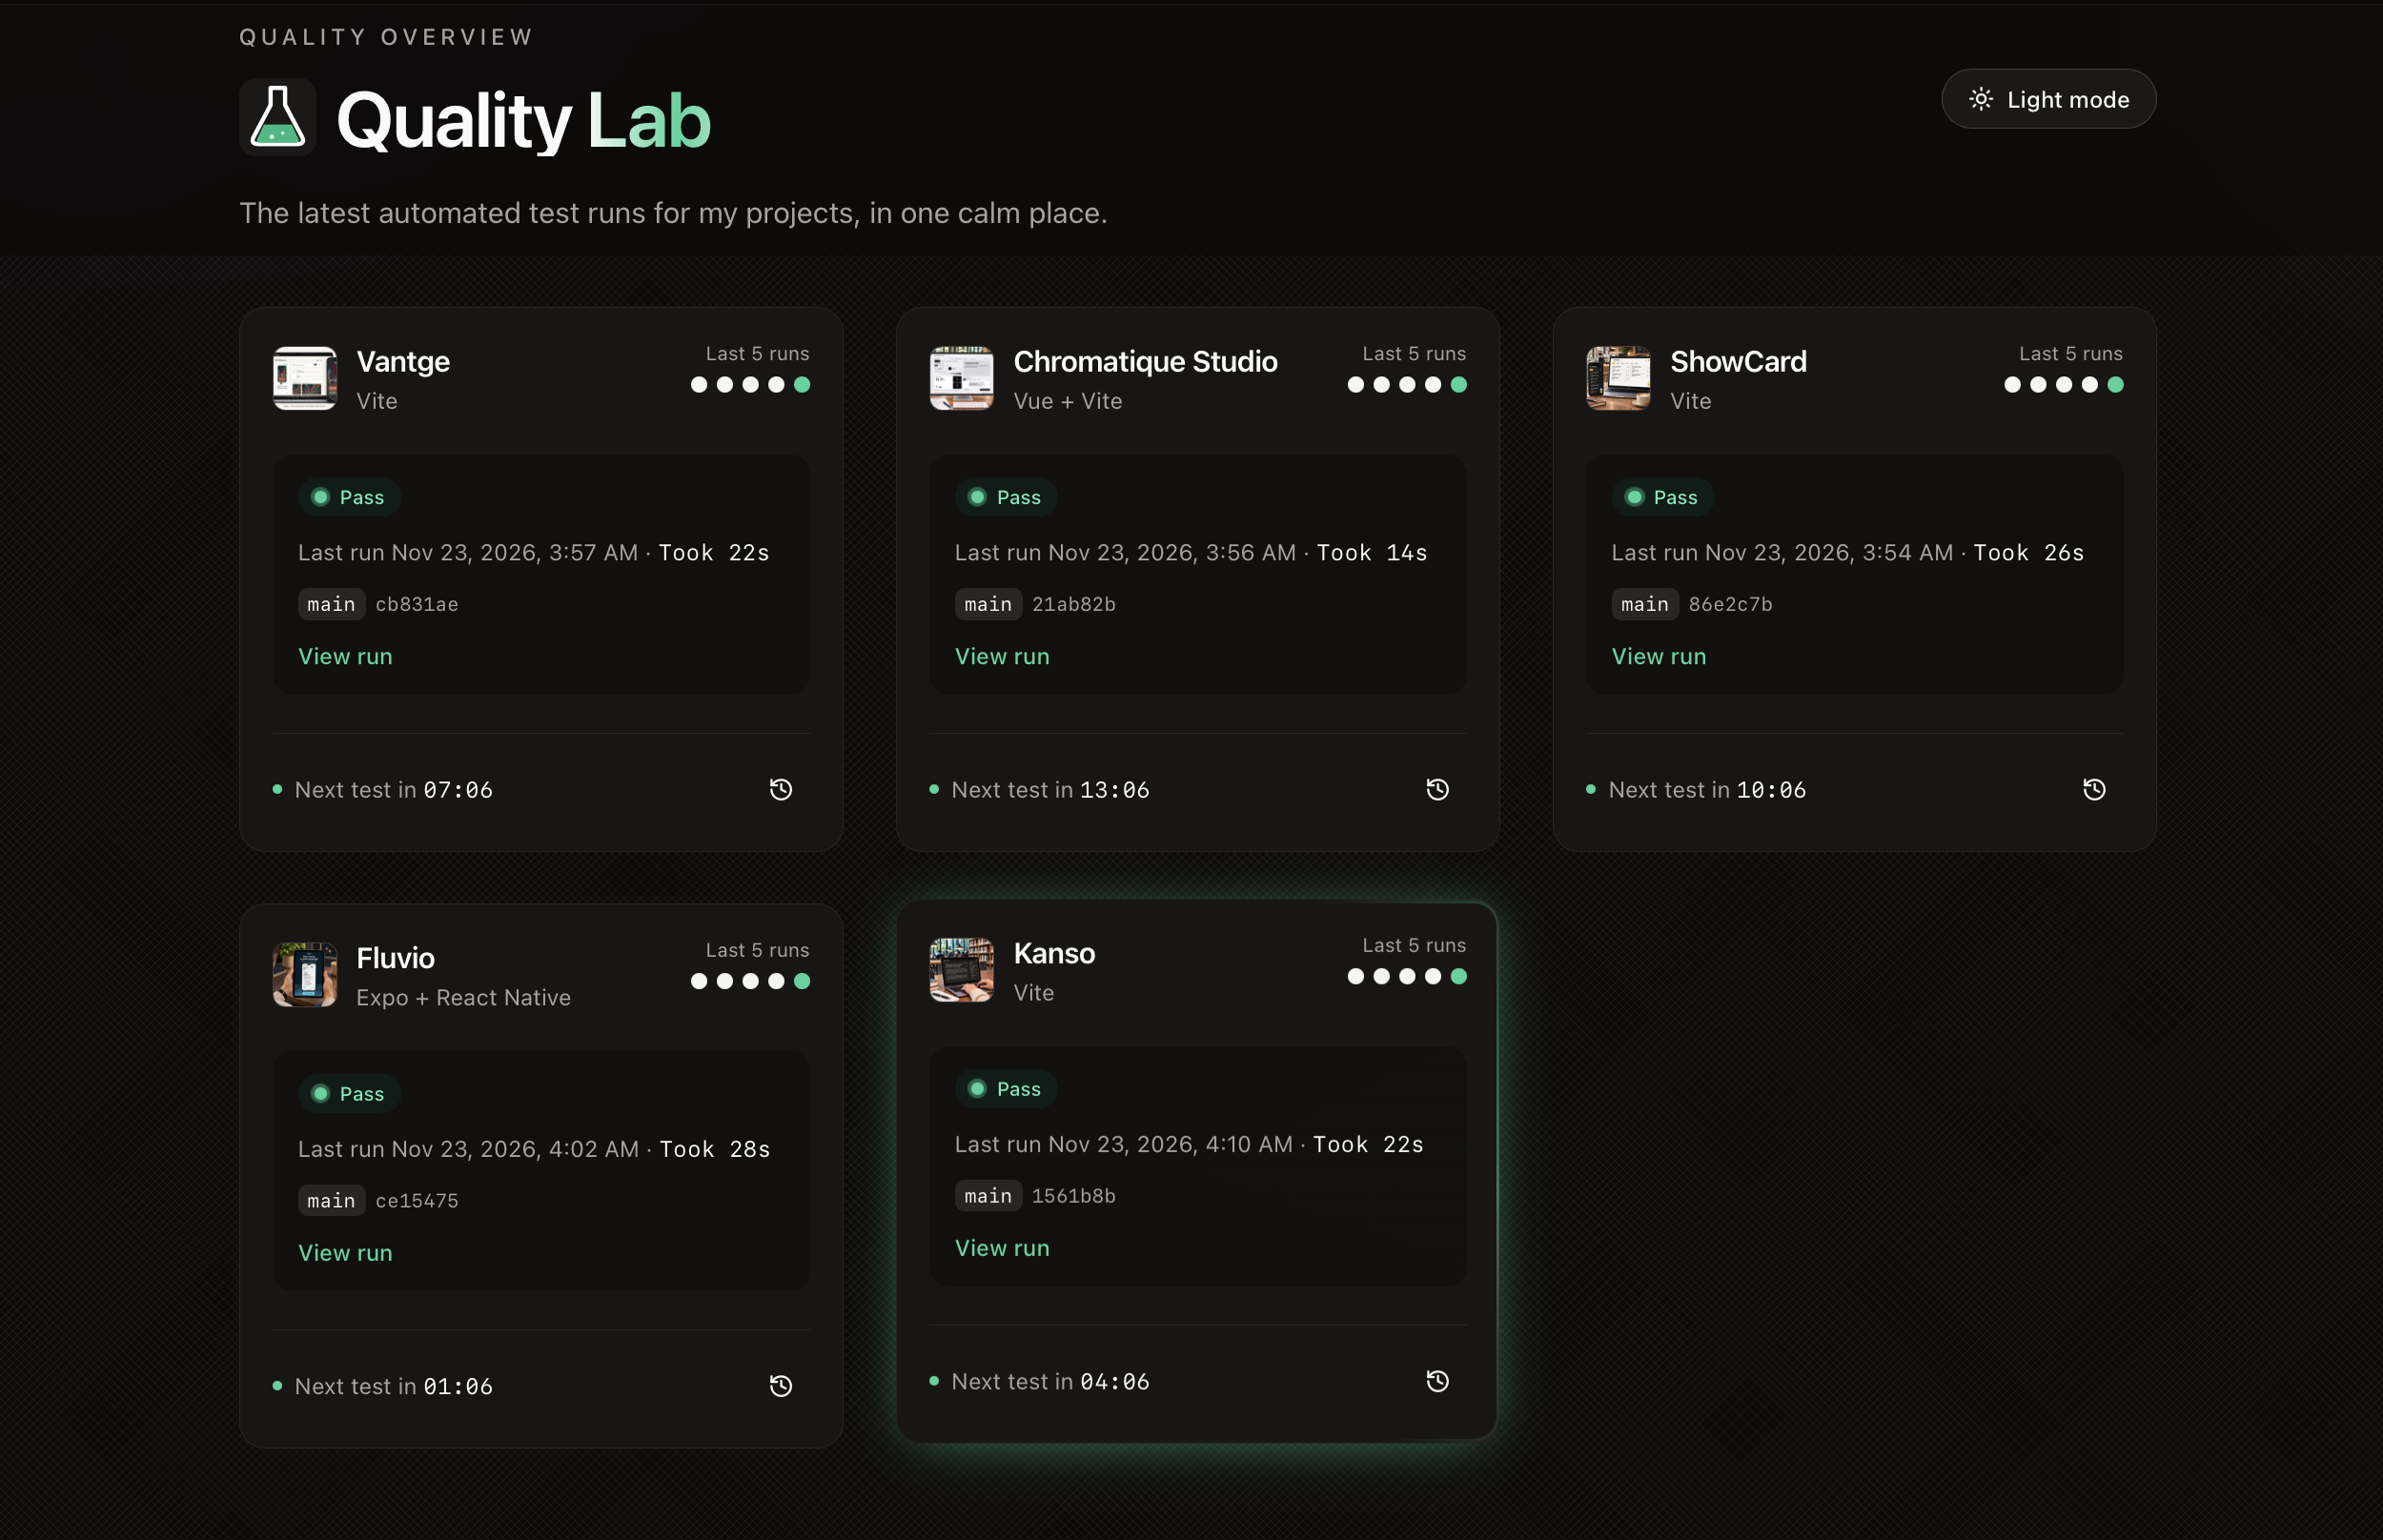 QUALITY OVERVIEW
Quality Lab
Light mode
The latest automated test runs for my projects, in one calm place.
Vantge
Vite
Last 5 runs
Pass
Last run Nov 23, 2026, 3:57 AM · Took 22s
main cb831ae
View run
Next test in 07:06
Chromatique Studio
Vue + Vite
Last 5 runs
Pass
Last run Nov 23, 2026, 3:56 AM · Took 14s
main 21ab82b
View run
Next test in 13:06
ShowCard
Vite
Last 5 runs
Pass
Last run Nov 23, 2026, 3:54 AM · Took 26s
main 86e2c7b
View run
Next test in 10:06
Fluvio
Expo + React Native
Last 5 runs
Pass
Last run Nov 23, 2026, 4:02 AM · Took 28s
main ce15475
View run
Next test in 01:06
Kanso
Vite
Last 5 runs
Pass
Last run Nov 23, 2026, 4:10 AM · Took 22s
main 1561b8b
View run
Next test in 04:06